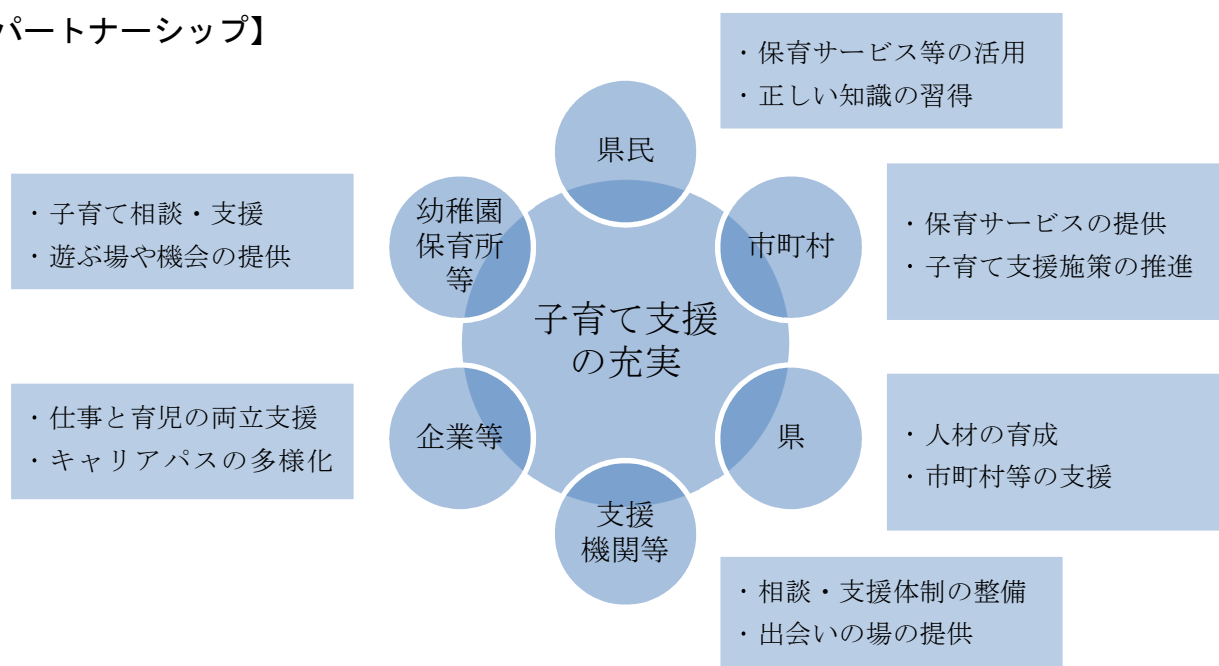 パートナーシップ】
・保育サービス等の活用
・正しい知識の習得
県民
・子育て相談・支援
・遊ぶ場や機会の提供
幼稚園
保育所
等
市町村
・保育サービスの提供
・子育て支援施策の推進
子育て支援
の充実
・仕事と育児の両立支援
・キャリアパスの多様化
企業等
県
・人材の育成
・市町村等の支援
支援
機関等
・相談・支援体制の整備
・出会いの場の提供